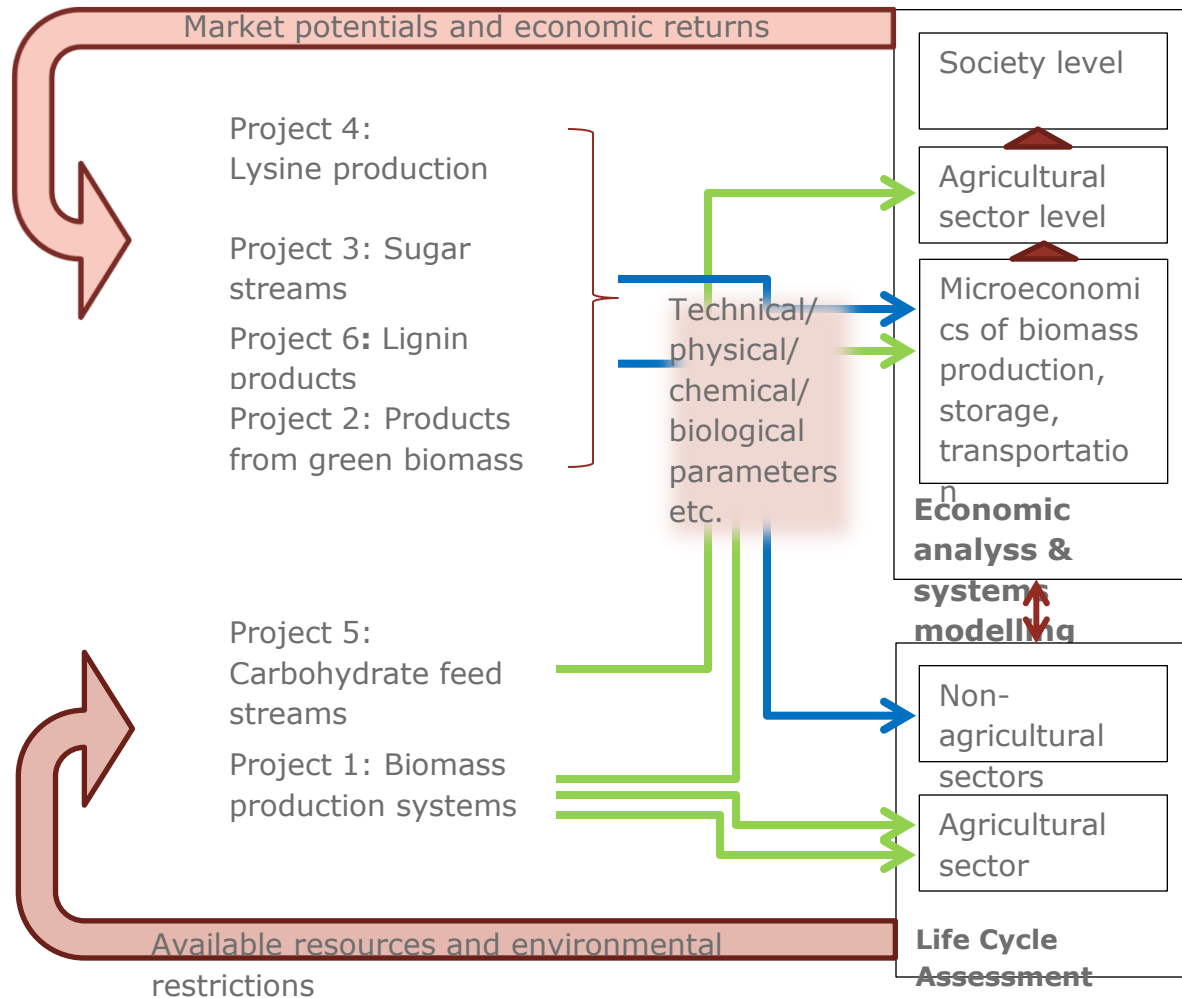 Market potentials and economic returns
Project 4:
Lysine production
Project 3: Sugar
streams
Project 6: Lignin
products
Project 2: Products
from green biomass
Project 5:
Carbohydrate feed
streams
Project 1: Biomass
production systems
Technical/
physical/
chemical/
biological
parameters
etc.
Society level
Agricultural
sector level
Microeconomi
cs of biomass
production,
storage,
transportatio
n
Economic
analyss &
systems
modelling
Non-
agricultural
sectors
Agricultural
sector
Life Cycle
Assessment
Available resources and environmental
restrictions